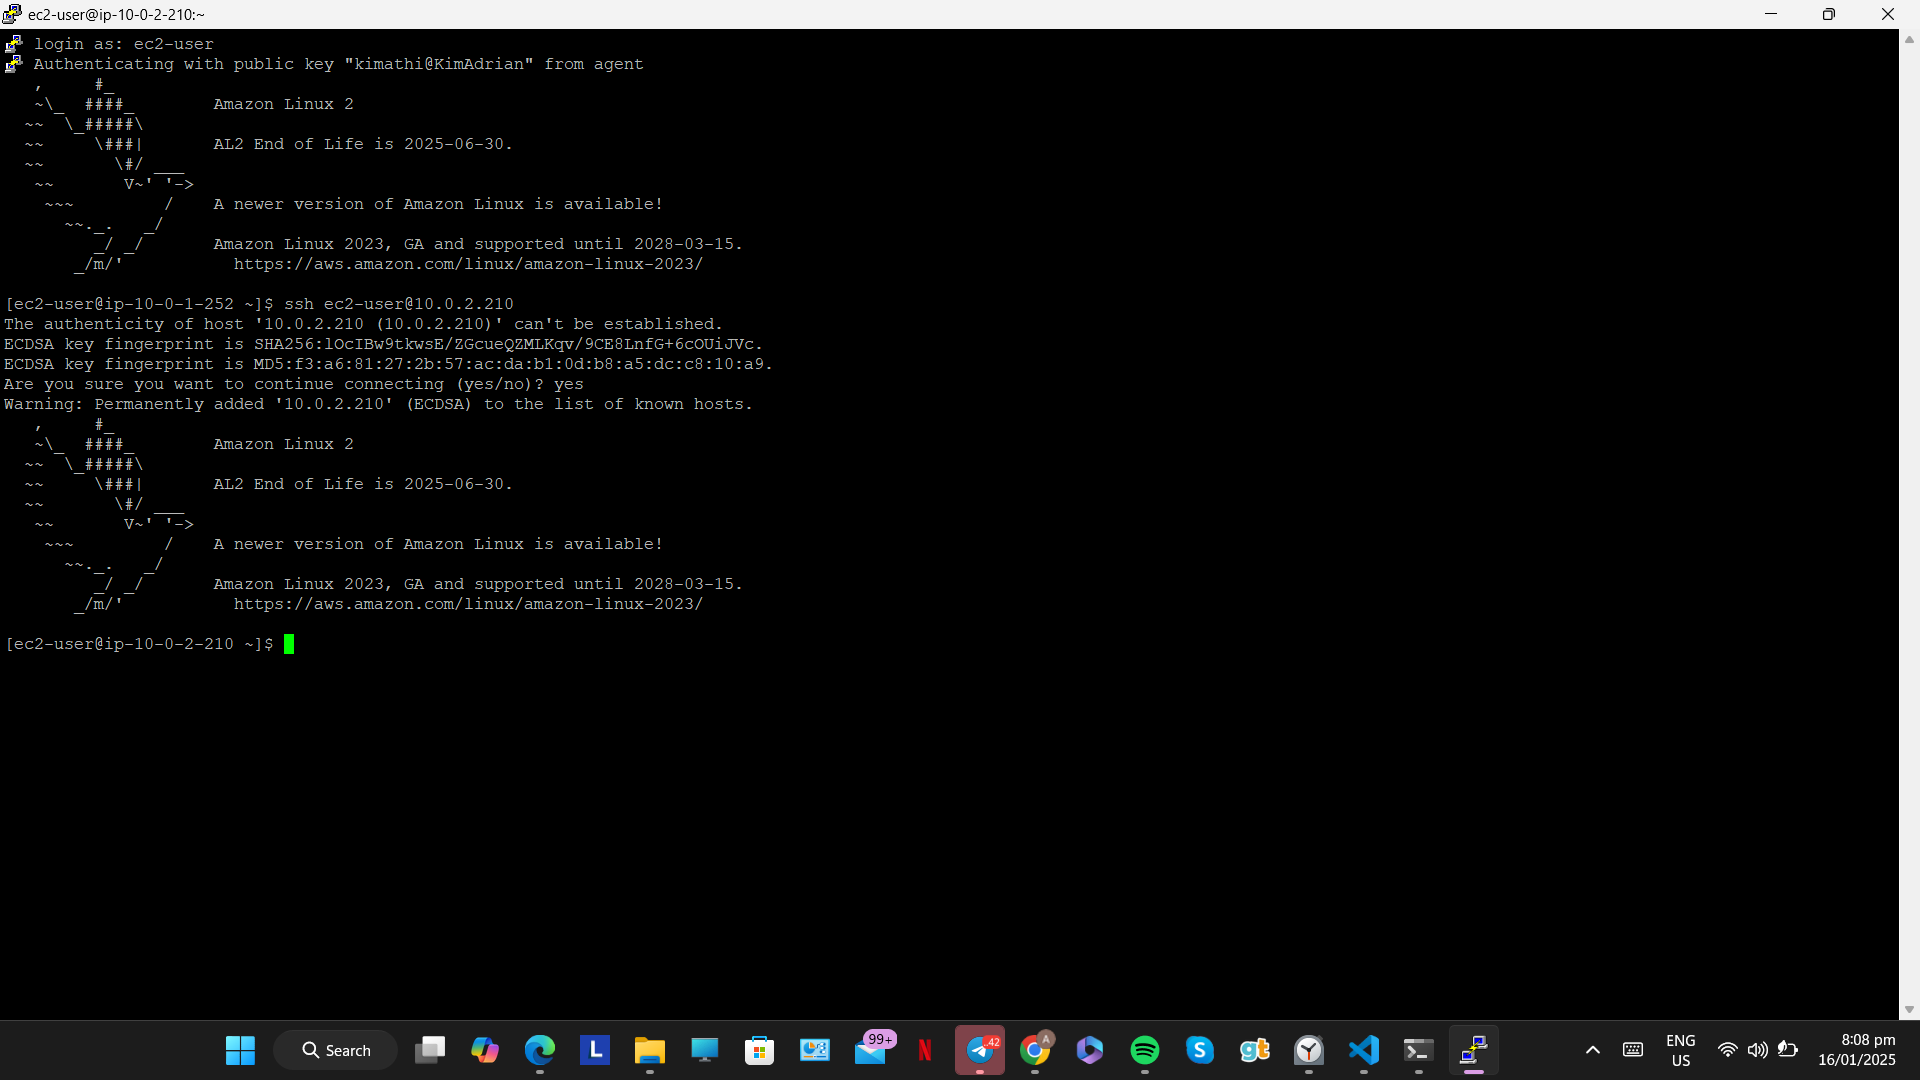 ec2-user@ip-10-0-2-210:~
login as: ec2-user
Authenticating with public key "kimathi@KimAdrian" from agent
   ,     #_
   ~\_  ####_        Amazon Linux 2
  ~~  \_#####\
  ~~     \###|       AL2 End of Life is 2025-06-30.
  ~~       \#/ ___
   ~~       V~' '->
    ~~~         /    A newer version of Amazon Linux is available!
      ~~._.   _/
         _/ _/       Amazon Linux 2023, GA and supported until 2028-03-15.
       _/m/'           https://aws.amazon.com/linux/amazon-linux-2023/
[ec2-user@ip-10-0-1-252 ~]$ ssh ec2-user@10.0.2.210
The authenticity of host '10.0.2.210 (10.0.2.210)' can't be established.
ECDSA key fingerprint is SHA256:lOcIBw9tkwsE/ZGcueQZMLKqv/9CE8LnfG+6cOUiJVc.
ECDSA key fingerprint is MD5:f3:a6:81:27:2b:57:ac:da:b1:0d:b8:a5:dc:c8:10:a9.
Are you sure you want to continue connecting (yes/no)? yes
Warning: Permanently added '10.0.2.210' (ECDSA) to the list of known hosts.
   ,     #_
   ~\_  ####_        Amazon Linux 2
  ~~  \_#####\
  ~~     \###|       AL2 End of Life is 2025-06-30.
  ~~       \#/ ___
   ~~       V~' '->
    ~~~         /    A newer version of Amazon Linux is available!
      ~~._.   _/
         _/ _/       Amazon Linux 2023, GA and supported until 2028-03-15.
       _/m/'           https://aws.amazon.com/linux/amazon-linux-2023/
[ec2-user@ip-10-0-2-210 ~]$
Search
L
99+
N
..42
A
S
gt
ENG
US
8:08 pm
16/01/2025